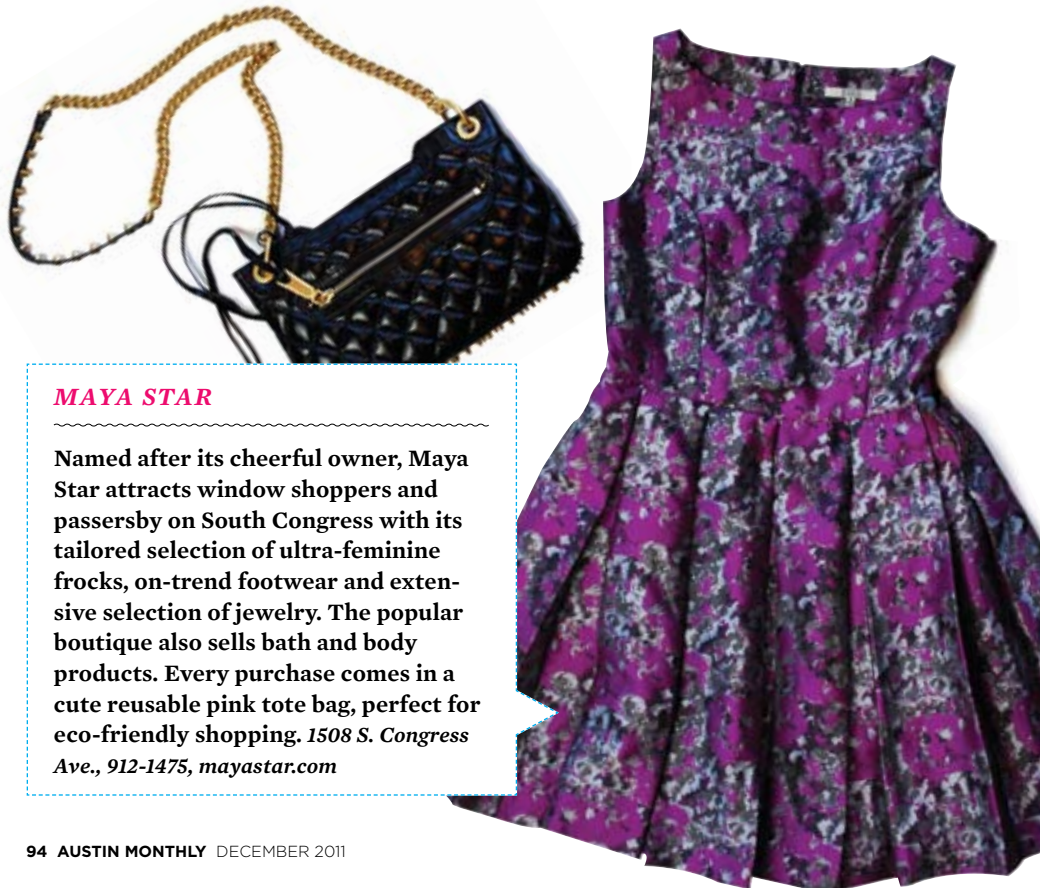 MAYA STAR
Named after its cheerful owner, Maya
Star attracts window shoppers and
passersby on South Congress with its
tailored selection of ultra-feminine
frocks, on-trend footwear and exten-
sive selection of jewelry. The popular
boutique also sells bath and body
products. Every purchase comes in a
cute reusable pink tote bag, perfect for
eco-friendly shopping. 1508 S. Congress
Ave., 912-1475, mayastar.com
94 AUSTIN MONTHLY DECEMBER 2011